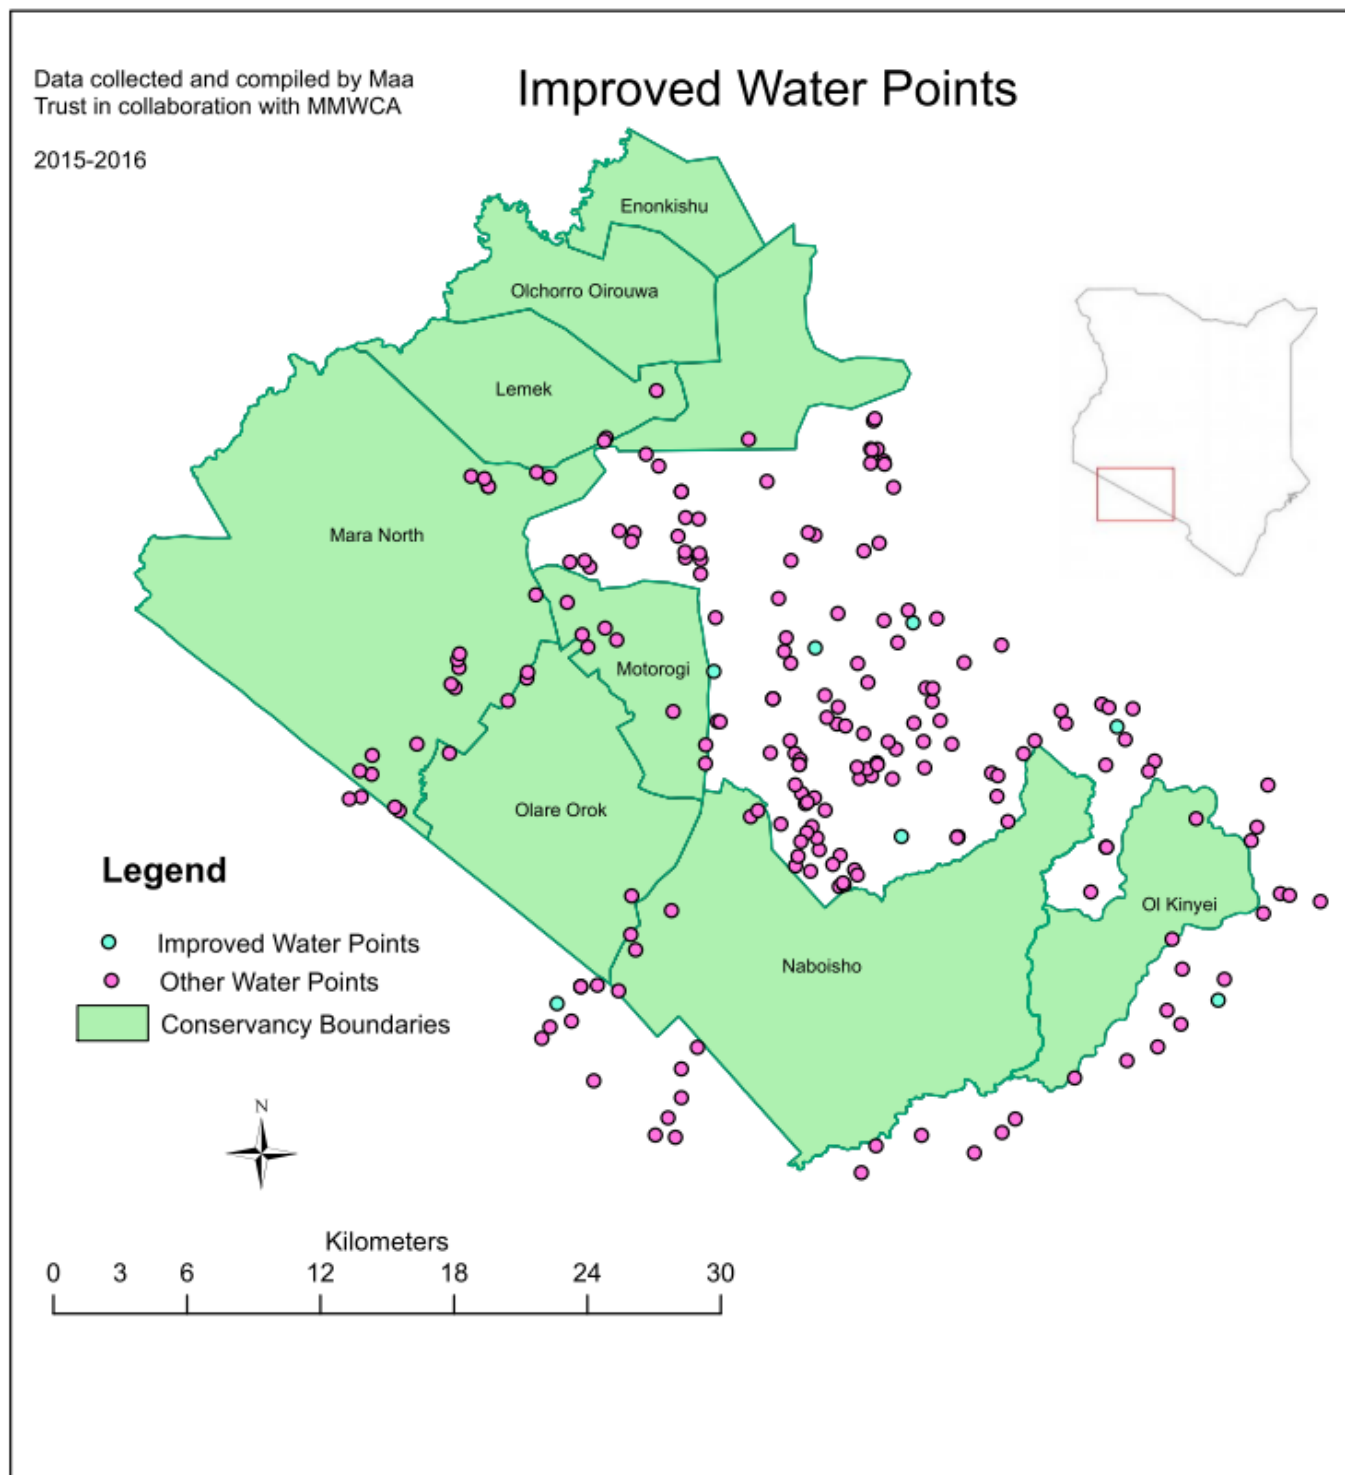 Improved Water Points
Data collected and compiled by Maa
Trust in collaboration with MMWCA
2015-2016
Enonkishu
Olchorro Oirouwa
Lemek
Mara North
Motorogi
Olare Orok
Ol Kinyei
Naboisho
Legend
Improved Water Points
Other Water Points
Conservancy Boundaries
N
Kilometers
0 3 6 12 18 24 30